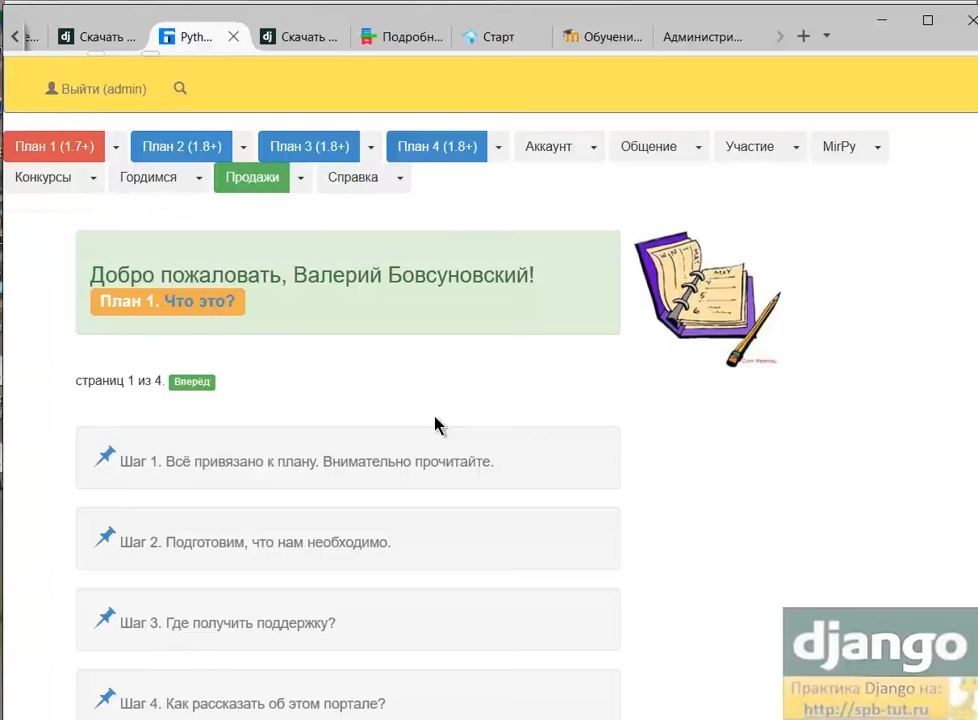 е...
dj Скачать ...
Pyth...
dj Скачать ...
Подробн...
Старт
Обучени...
Администри...
Выйти (admin)
План 1 (1.7+)
План 2 (1.8+)
План 3 (1.8+)
План 4 (1.8+)
Аккаунт
Общение
Участие
MirPy
Конкурсы
Гордимся
Продажи
Справка
Добро пожаловать, Валерий Бовсуновский!
План 1. Что это?
страниц 1 из 4. Вперёд
Шаг 1. Всё привязано к плану. Внимательно прочитайте.
Шаг 2. Подготовим, что нам необходимо.
Шаг 3. Где получить поддержку?
Шаг 4. Как рассказать об этом портале?
django
Практика Django на:
http://spb-tut.ru